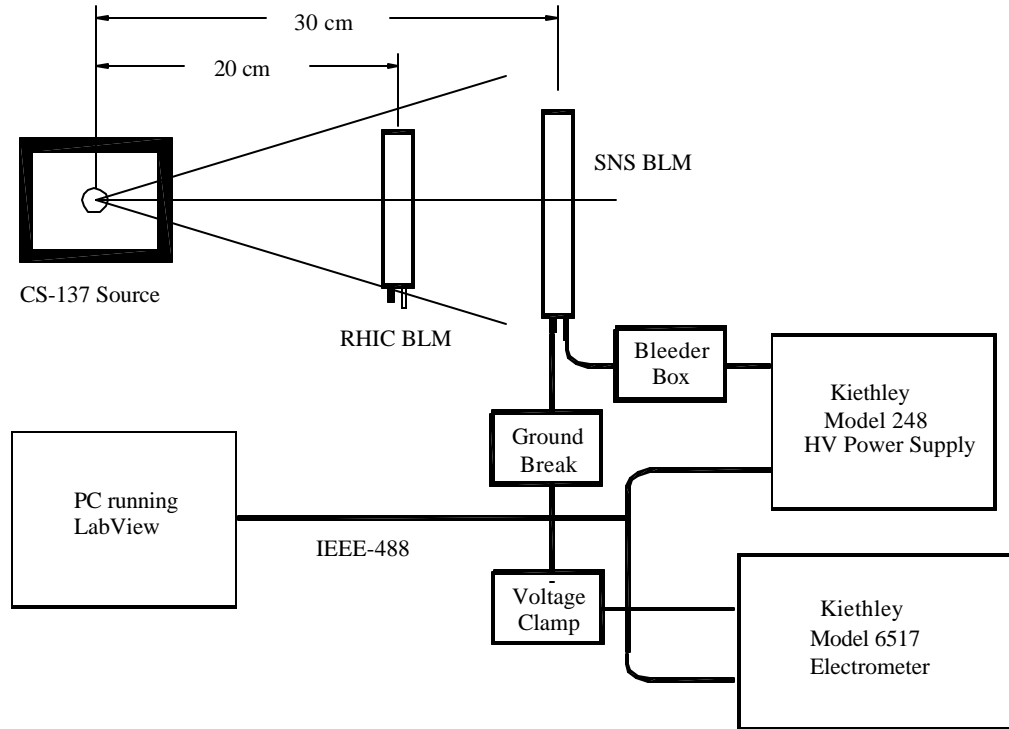 30 cm
20 cm
SNS BLM
CS-137 Source
RHIC BLM
Bleeder
Box
Kiethley
Model 248
HV Power Supply
Ground
Break
PC running
LabView
IEEE-488
Voltage
Clamp
Kiethley
Model 6517
Electrometer